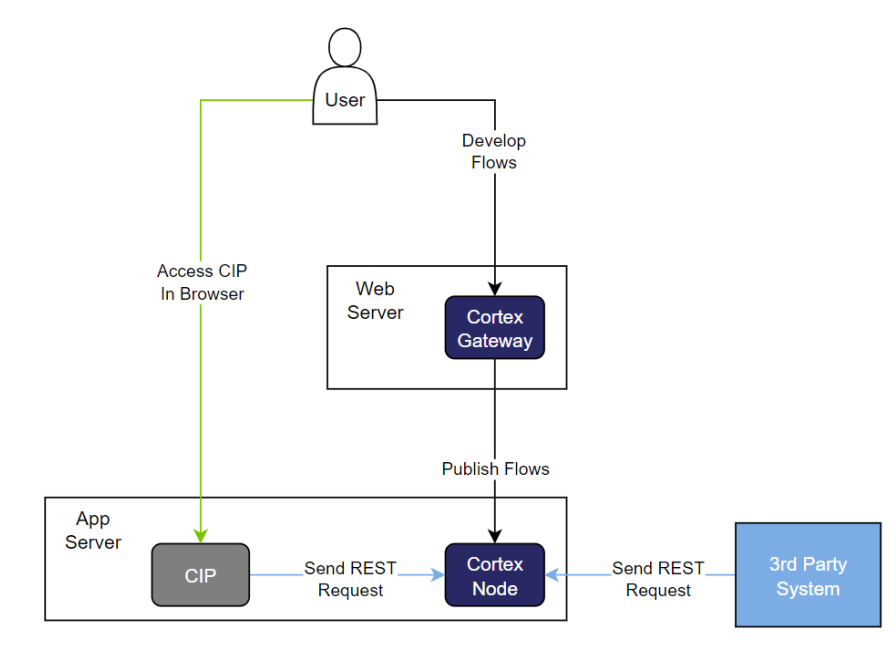 User
Develop
Flows
Access CIP
In Browser
Web
Server
Cortex
Gateway
Publish Flows
App
Server
CIP
Send REST
Request
Cortex
Node
Send REST
Request
3rd Party
System